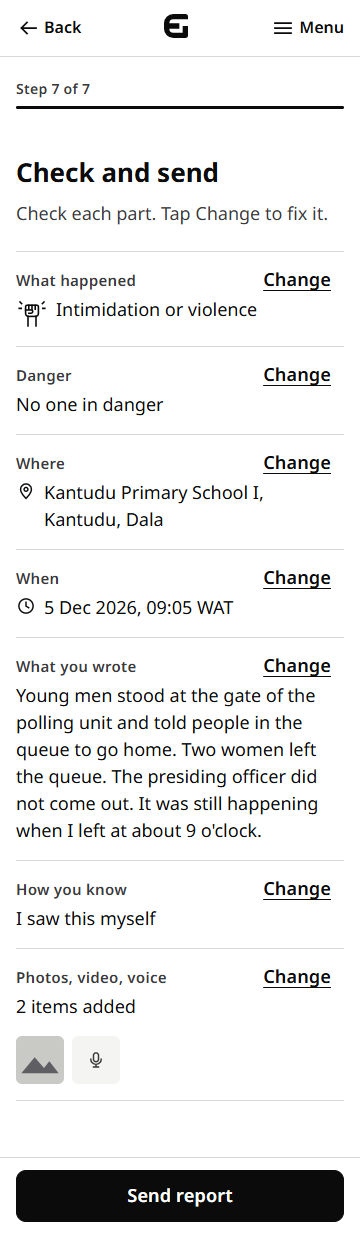 Back
Menu
Step 7 of 7
Check and send
Check each part. Tap Change to fix it.
What happened
Change
Intimidation or violence
Danger
Change
No one in danger
Where
Change
Kantudu Primary School I,
Kantudu, Dala
When
Change
5 Dec 2026, 09:05 WAT
What you wrote
Change
Young men stood at the gate of the
polling unit and told people in the
queue to go home. Two women left
the queue. The presiding officer did
not come out. It was still happening
when I left at about 9 o'clock.
How you know
Change
I saw this myself
Photos, video, voice
Change
2 items added
Send report